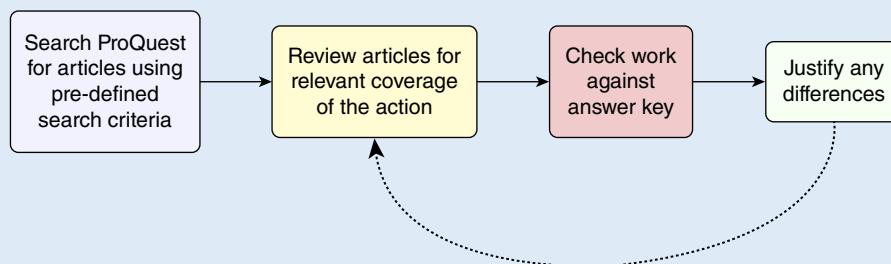 Search ProQuest
for articles using
pre-defined
search criteria
Review articles for
relevant coverage
of the action
Check work
against
answer key
Justify any
differences